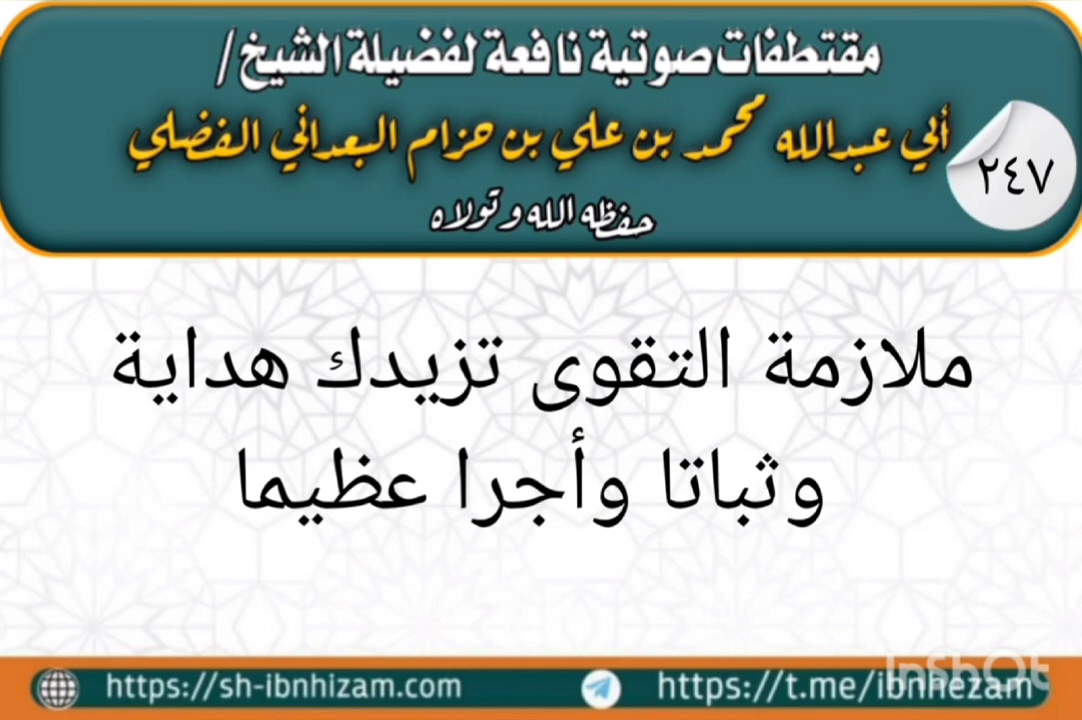 مقتطفات صوتية نافعة لفضيلة الشيخ/
أبي عبدالله محمد بن علي بن حزام البعداني الفضلي
٢٤٧
حفظه الله وتولاه
ملازمة التقوى تزيدك هداية
وثباتا وأجرا عظيما
https://sh-ibnhizam.com
https://t.me/ibnhezam
InShOt